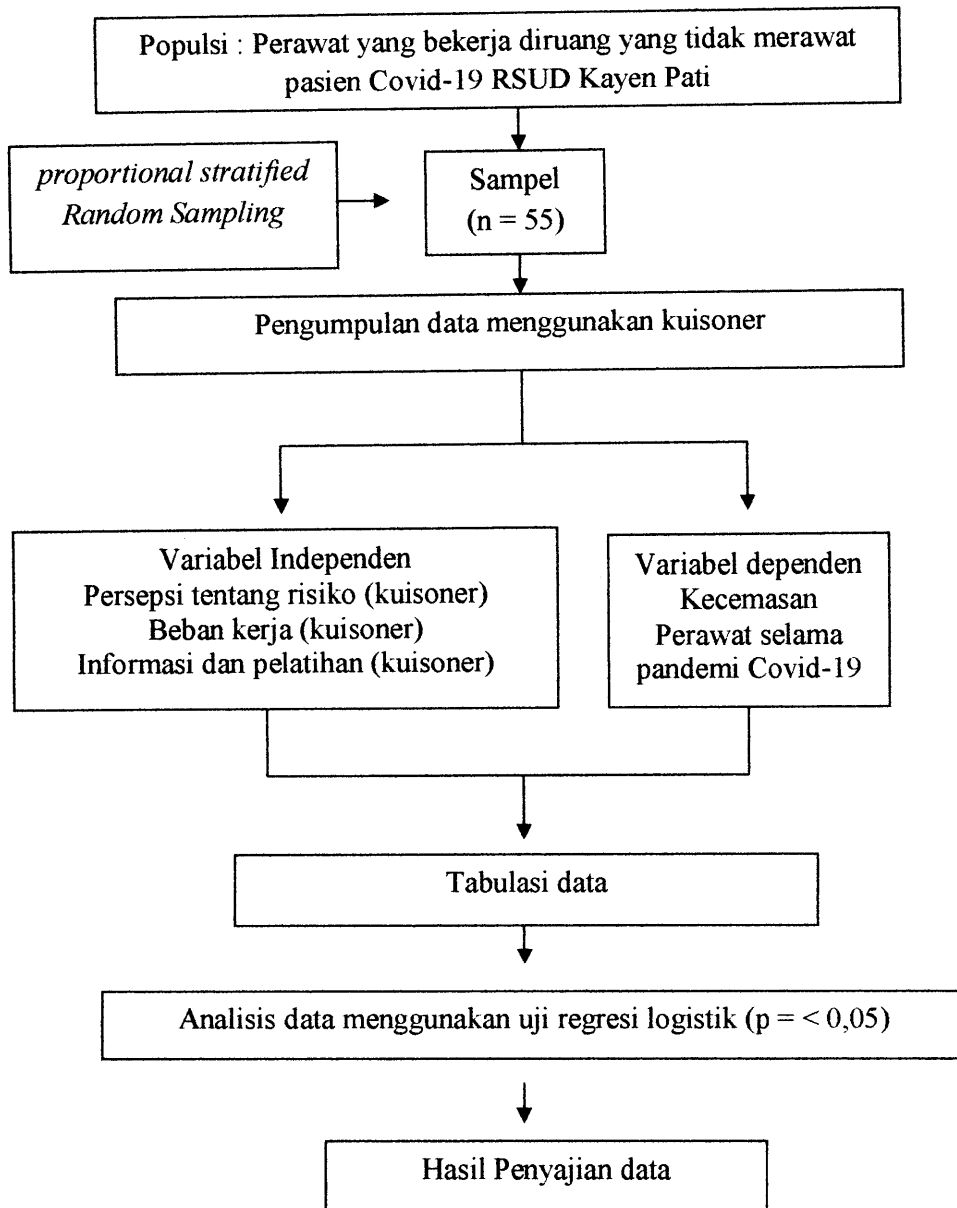 Populsi : Perawat yang bekerja diruang yang tidak merawat
pasien Covid-19 RSUD Kayen Pati
proportional stratified
Random Sampling
Sampel
(n = 55)
Pengumpulan data menggunakan kuisoner
Variabel Independen
Persepsi tentang risiko (kuisoner)
Beban kerja (kuisoner)
Informasi dan pelatihan (kuisoner)
Variabel dependen
Kecemasan
Perawat selama
pandemi Covid-19
Tabulasi data
Analisis data menggunakan uji regresi logistik (p = < 0,05)
Hasil Penyajian data